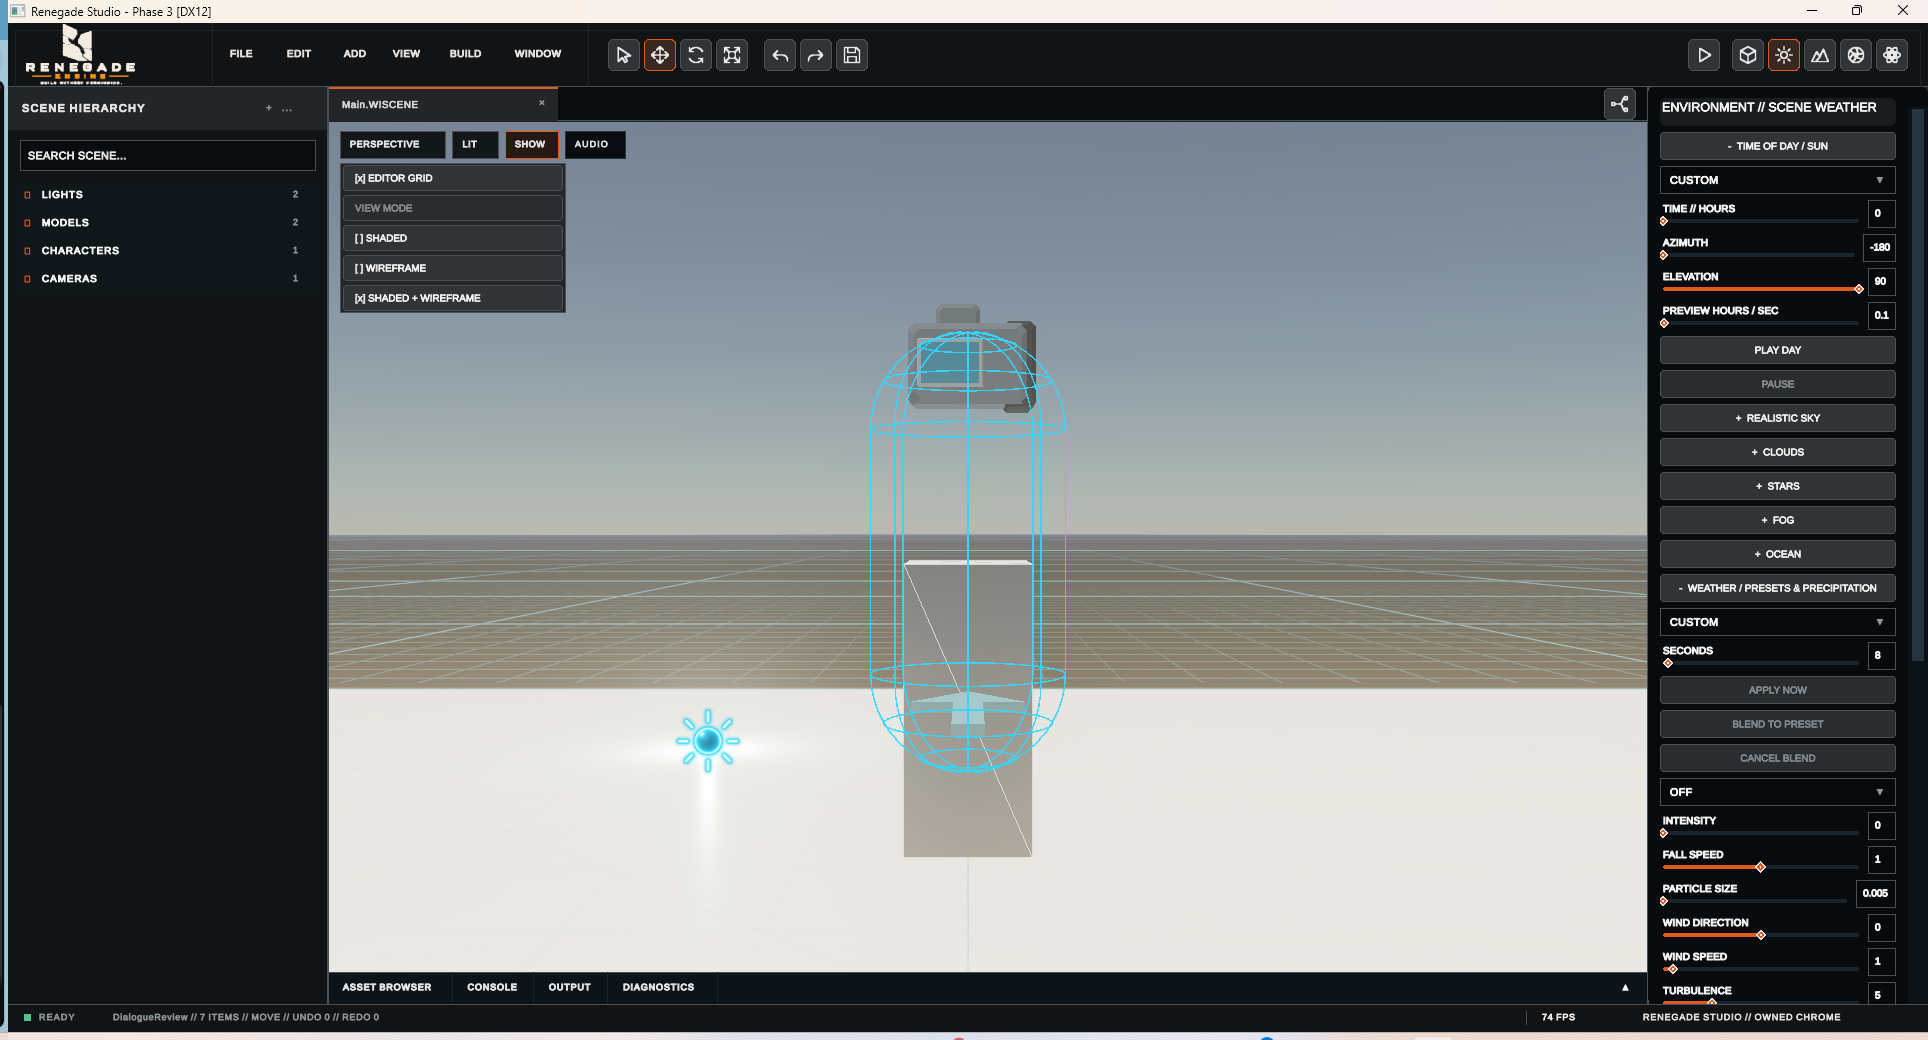 Renegade Studio - Phase 3 [DX12]
RENEGADE
ENGINE
BUILD WITHOUT PERMISSION.
FILE
EDIT
ADD
VIEW
BUILD
WINDOW
SCENE HIERARCHY
+ ...
SEARCH SCENE...
LIGHTS 2
MODELS 2
CHARACTERS 1
CAMERAS 1
Main.WISCENE ×
PERSPECTIVE
LIT
SHOW
AUDIO
[x] EDITOR GRID
VIEW MODE
[ ] SHADED
[ ] WIREFRAME
[x] SHADED + WIREFRAME
ENVIRONMENT // SCENE WEATHER
- TIME OF DAY / SUN
CUSTOM
TIME // HOURS 0
AZIMUTH -180
ELEVATION 90
PREVIEW HOURS / SEC 0.1
PLAY DAY
PAUSE
+ REALISTIC SKY
+ CLOUDS
+ STARS
+ FOG
+ OCEAN
- WEATHER / PRESETS & PRECIPITATION
CUSTOM
SECONDS 8
APPLY NOW
BLEND TO PRESET
CANCEL BLEND
OFF
INTENSITY 0
FALL SPEED 1
PARTICLE SIZE 0.005
WIND DIRECTION 0
WIND SPEED 1
TURBULENCE 5
ASSET BROWSER
CONSOLE
OUTPUT
DIAGNOSTICS
READY
DialogueReview // 7 ITEMS // MOVE // UNDO 0 // REDO 0
74 FPS
RENEGADE STUDIO // OWNED CHROME